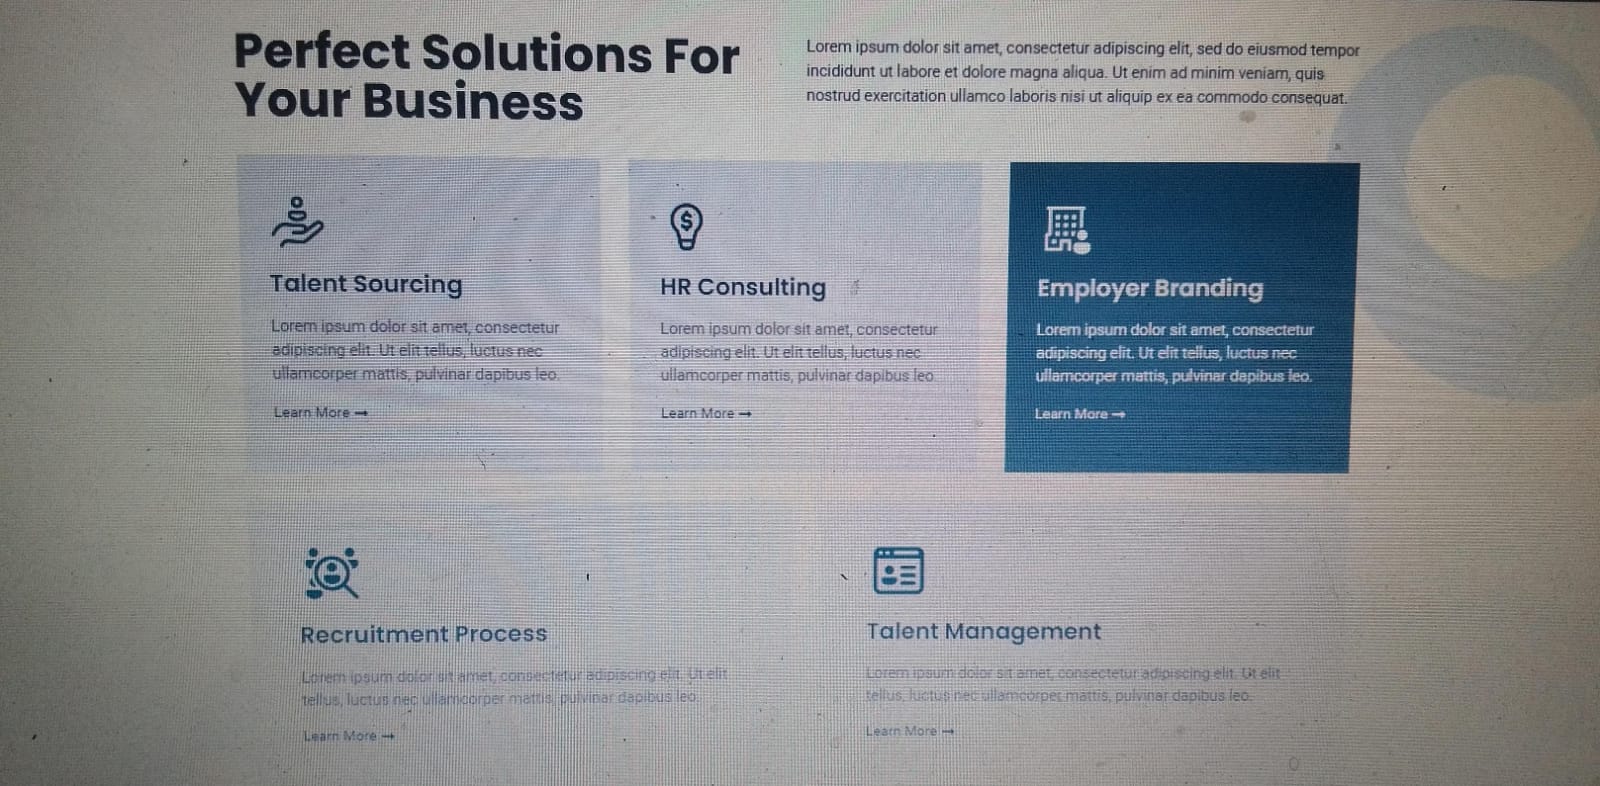 Perfect Solutions For
Your Business
Lorem ipsum dolor sit amet, consectetur adipiscing elit, sed do eiusmod tempor
incididunt ut labore et dolore magna aliqua. Ut enim ad minim veniam, quis
nostrud exercitation ullamco laboris nisi ut aliquip ex ea commodo consequat.
Talent Sourcing
Lorem ipsum dolor sit amet, consectetur
adipiscing elit. Ut elit tellus, luctus nec
ullamcorper mattis, pulvinar dapibus leo.
Learn More →
$
HR Consulting
Lorem ipsum dolor sit amet, consectetur
adipiscing elit. Ut elit tellus, luctus nec
ullamcorper mattis, pulvinar dapibus leo.
Learn More →
Employer Branding
Lorem ipsum dolor sit amet, consectetur
adipiscing elit. Ut elit tellus, luctus nec
ullamcorper mattis, pulvinar dapibus leo.
Learn More →
Recruitment Process
Lorem ipsum dolor sit amet, consectetur adipiscing elit. Ut elit
tellus, luctus nec ullamcorper mattis, pulvinar dapibus leo.
Learn More →
Talent Management
Lorem ipsum dolor sit amet, consectetur adipiscing elit. Ut elit
tellus, luctus nec ullamcorper mattis, pulvinar dapibus leo.
Learn More →